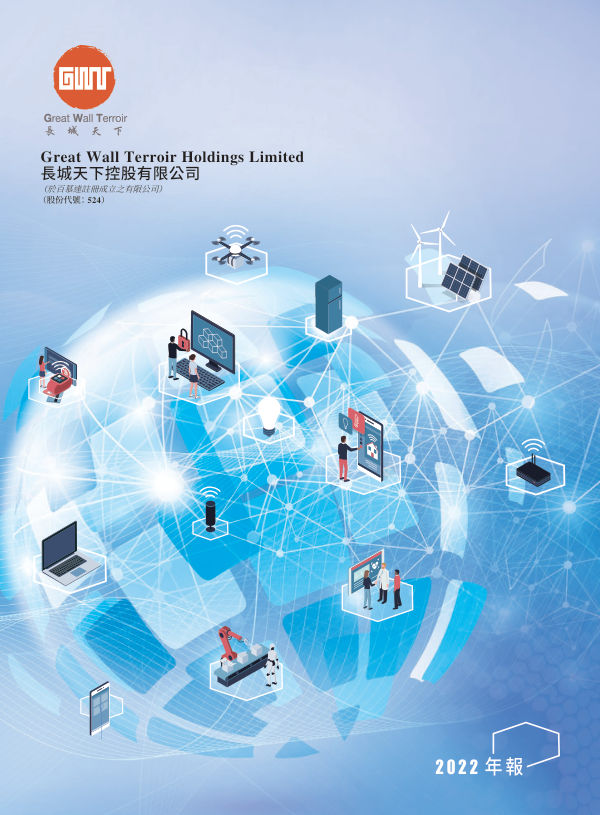 GWT
Great Wall Terroir
長城天下
Great Wall Terroir Holdings Limited
長城天下控股有限公司
(於百慕達註冊成立之有限公司)
(股份代號：524)
2022 年報